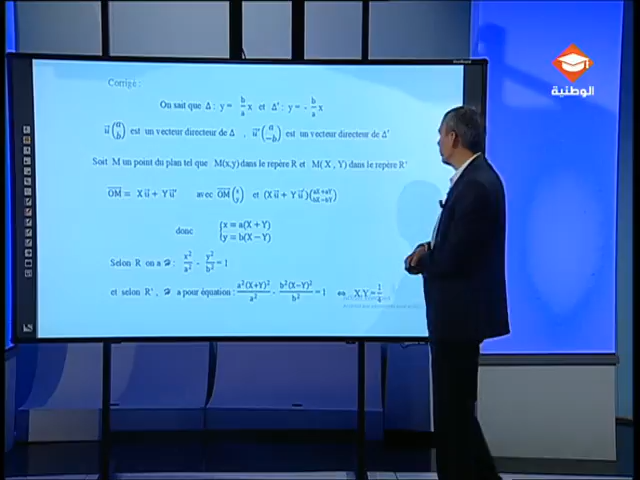 Corrigé :
On sait que Δ : y = b/a x et Δ' : y = - b/a x
u⃗ (a b) est un vecteur directeur de Δ , u⃗' (a −b) est un vecteur directeur de Δ'
Soit M un point du plan tel que M(x,y) dans le repère R et M(X , Y) dans le repère R'
OM⃗ = X u⃗ + Y u⃗' avec OM⃗ (x y) et (X u⃗ + Y u⃗')(aX+aY bX−bY)
donc {x = a(X + Y) y = b(X − Y)
Selon R on a ℋ : x²/a² - y²/b² = 1
et selon R' , ℋ a pour équation : a²(X+Y)²/a² - b²(X−Y)²/b² = 1 ⇔ X.Y = 1/4
الوطنية